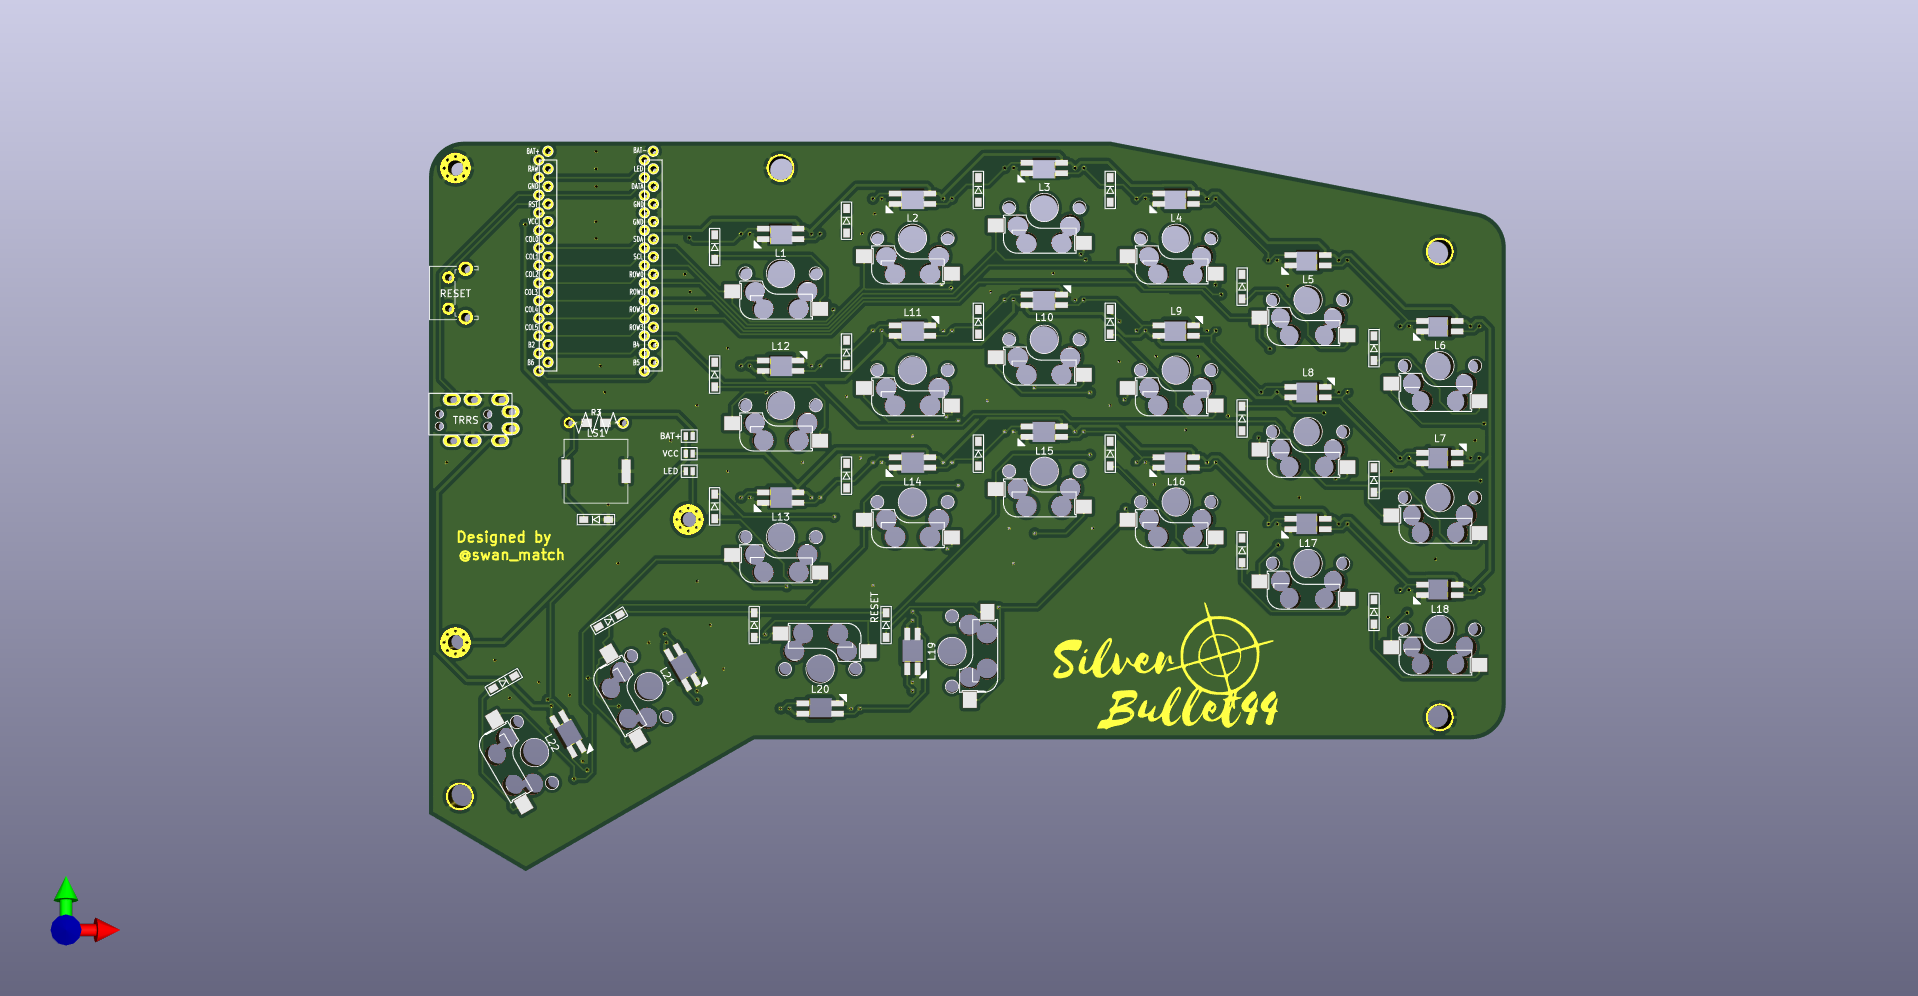 BAT+
RAW
GND
RST
VCC
COL0
COL1
COL2
COL3
COL4
COL5
B2
B6
BAT-
LED
DATA
GND
GND
SDA
SCL
ROW0
ROW1
ROW2
ROW3
B4
B5
RESET
TRRS
R3
LS1
BAT+
VCC
LED
L1
L2
L3
L4
L5
L6
L7
L8
L9
L10
L11
L12
L13
L14
L15
L16
L17
L18
L19
L20
L21
L22
RESET
Designed by
@swan_match
Silver
Bullet44